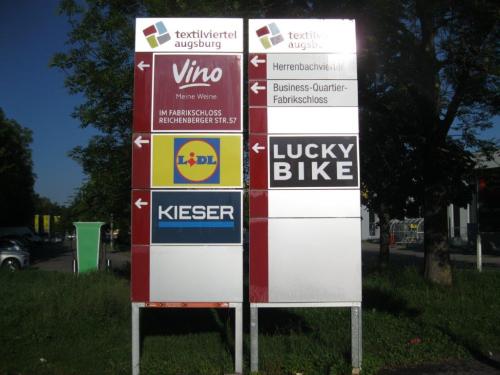 textilviertel
augsburg
Vino
Meine Weine
IM FABRIKSCHLOSS
REICHENBERGER STR.57
LIDL
KIESER
textilviertel
augsburg
Herrenbachviertel
Business-Quartier-
Fabrikschloss
LUCKY
BIKE